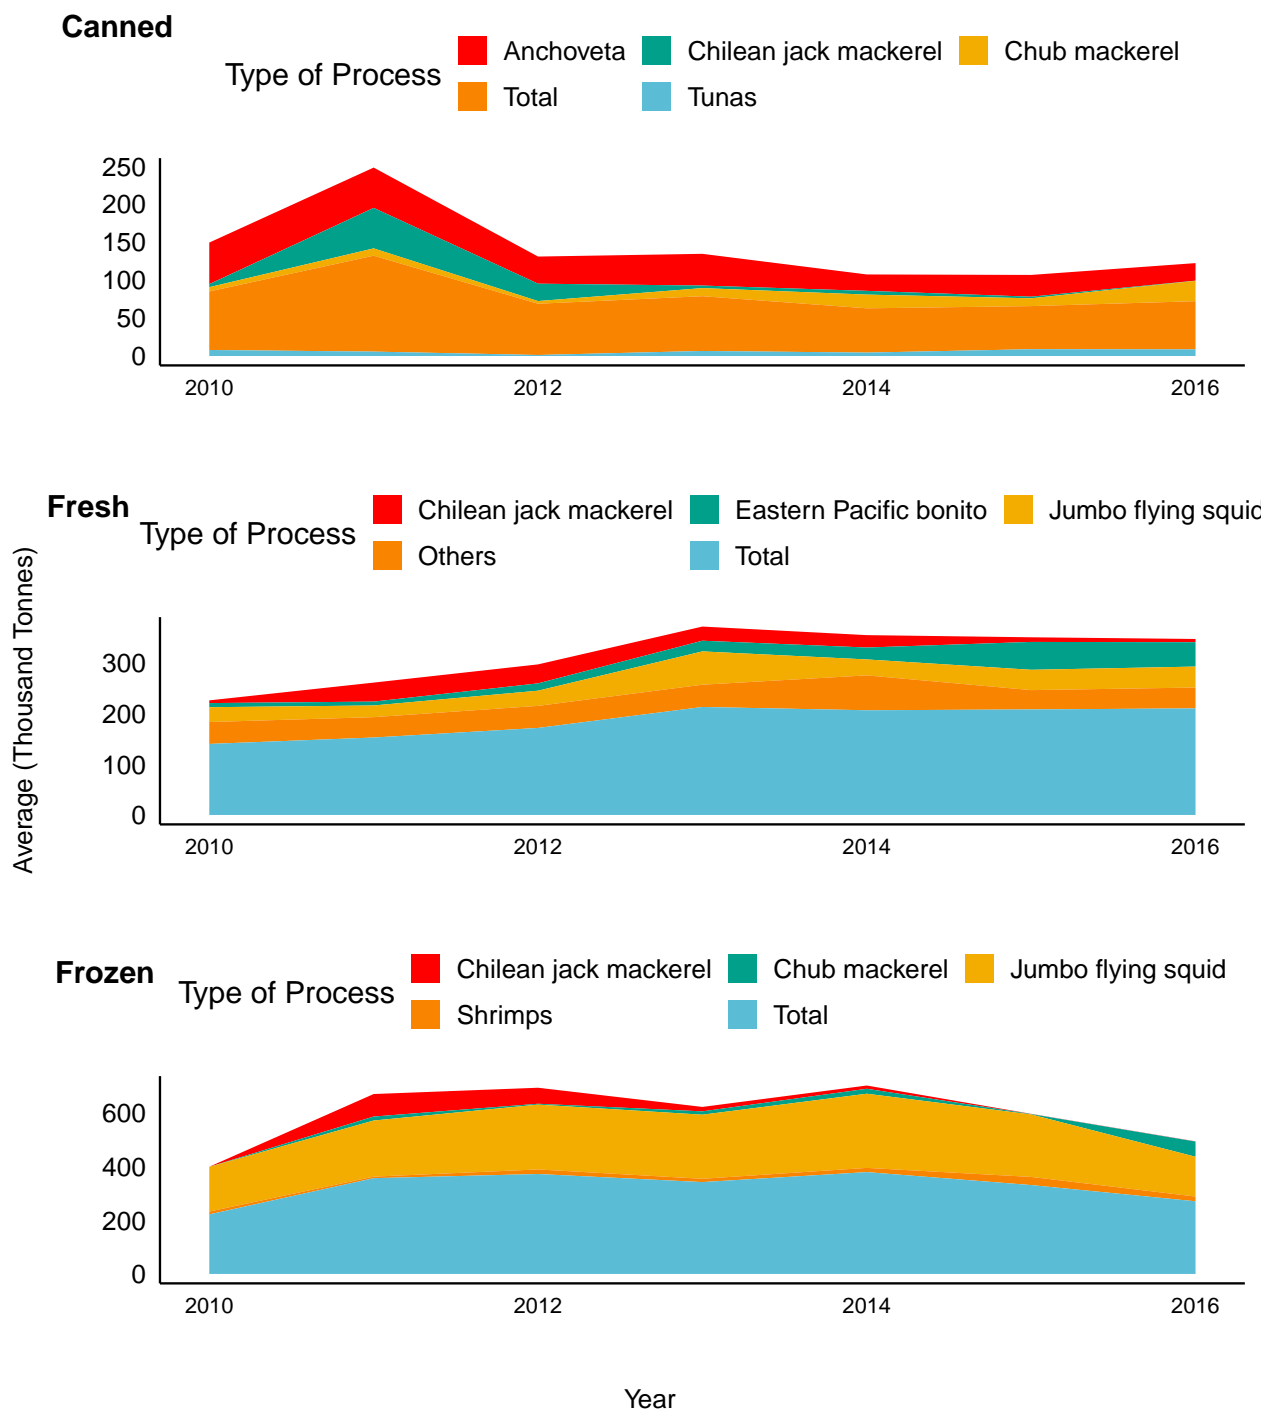 Canned
Type of Process
Anchoveta
Chilean jack mackerel
Chub mackerel
Total
Tunas
250
200
150
100
50
0
2010
2012
2014
2016
Fresh
Type of Process
Chilean jack mackerel
Eastern Pacific bonito
Jumbo flying squid
Others
Total
Average (Thousand Tonnes)
300
200
100
0
2010
2012
2014
2016
Frozen
Type of Process
Chilean jack mackerel
Chub mackerel
Jumbo flying squid
Shrimps
Total
600
400
200
0
2010
2012
2014
2016
Year